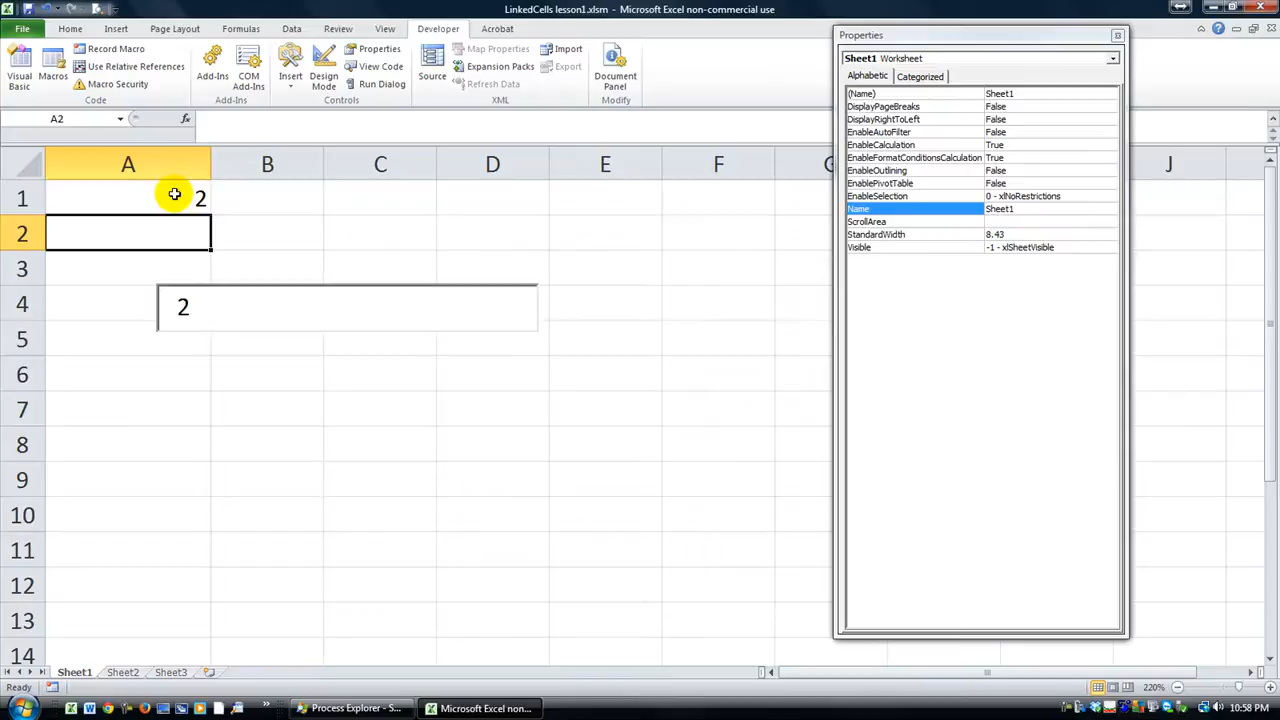 LinkedCells lesson1.xlsm - Microsoft Excel non-commercial use
File Home Insert Page Layout Formulas Data Review View Developer Acrobat
Visual Basic
Macros
Record Macro
Use Relative References
Macro Security
Code
Add-Ins
COM Add-Ins
Add-Ins
Insert
Design Mode
Properties
View Code
Run Dialog
Controls
Source
Map Properties
Expansion Packs
Refresh Data
Import
Export
XML
Document Panel
Modify
A2
fx
A B C D E F G J
1 2
2
3
4 2
5
6
7
8
9
10
11
12
13
14
Properties
Sheet1 Worksheet
Alphabetic Categorized
(Name) Sheet1
DisplayPageBreaks False
DisplayRightToLeft False
EnableAutoFilter False
EnableCalculation True
EnableFormatConditionsCalculation True
EnableOutlining False
EnablePivotTable False
EnableSelection 0 - xlNoRestrictions
Name Sheet1
ScrollArea
StandardWidth 8.43
Visible -1 - xlSheetVisible
Sheet1 Sheet2 Sheet3
Ready
220%
Process Explorer - S...
Microsoft Excel non...
10:58 PM